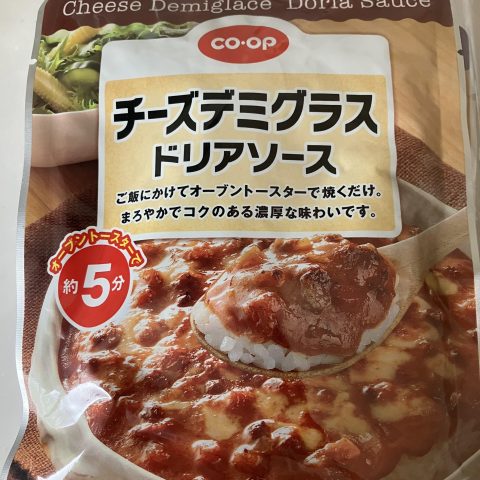 Cheese Demiglace Doria Sauce
CO・OP
チーズデミグラス
ドリアソース
ご飯にかけてオーブントースターで焼くだけ。
まろやかでコクのある濃厚な味わいです。
オーブントースターで
約5分